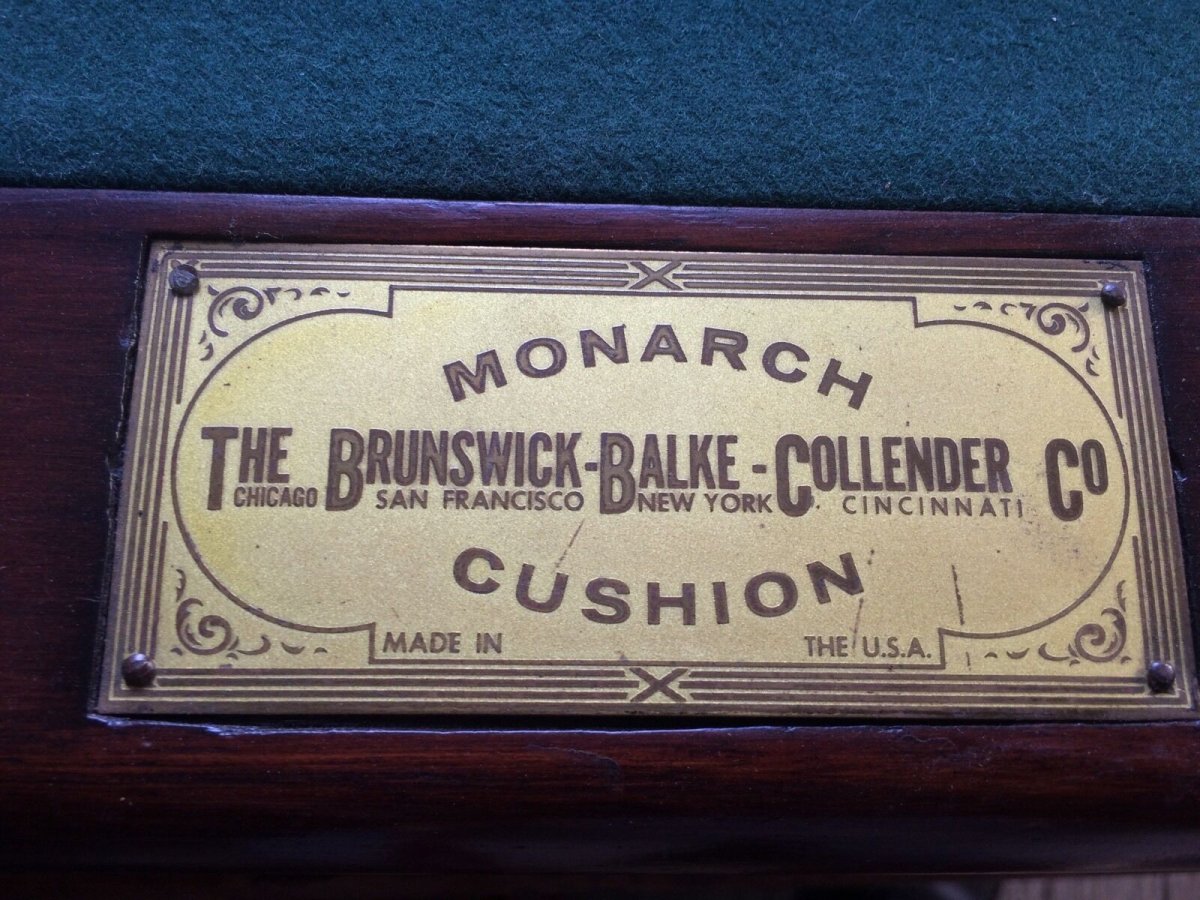 MONARCH
THE BRUNSWICK-BALKE-COLLENDER CO
CHICAGO SAN FRANCISCO NEW YORK CINCINNATI
CUSHION
MADE IN THE U.S.A.